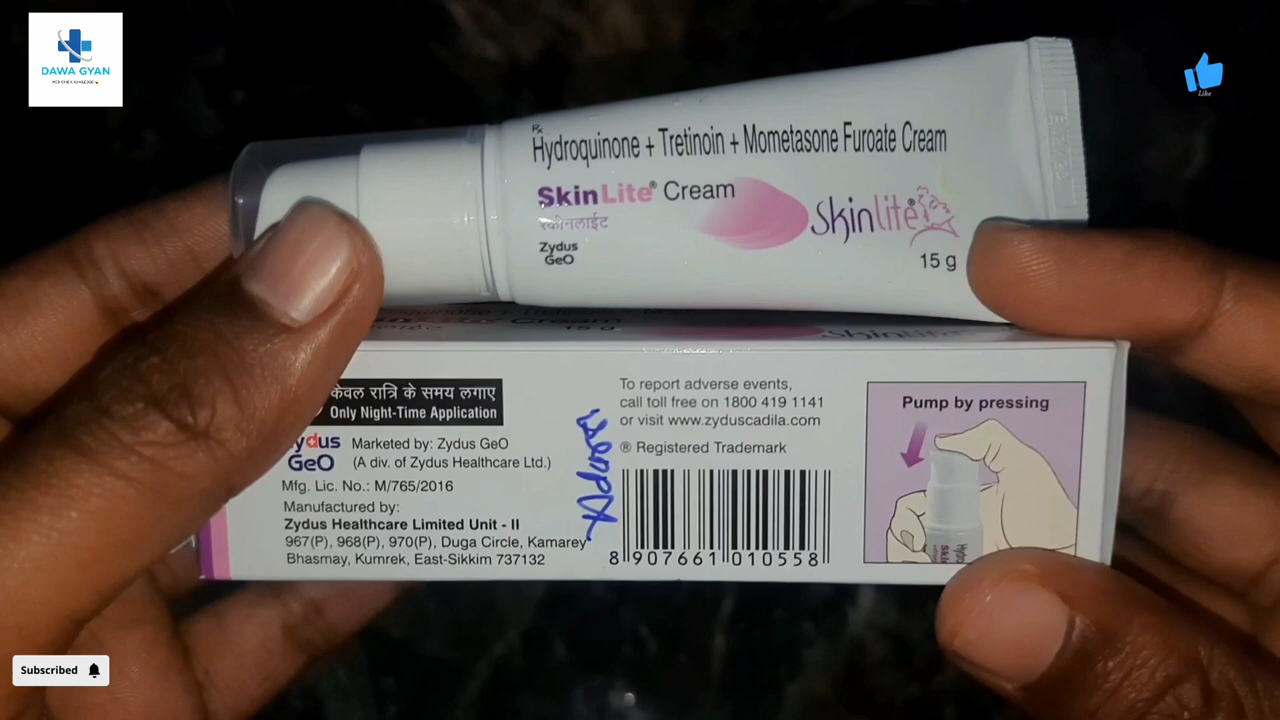 DAWA GYAN
Like
Rx
Hydroquinone + Tretinoin + Mometasone Furoate Cream
SkinLite® Cream
स्कीनलाईट
Zydus
GeO
Skinlite®
15 g
केवल रात्रि के समय लगाए
Only Night-Time Application
ydus
GeO
Marketed by: Zydus GeO
(A div. of Zydus Healthcare Ltd.)
Mfg. Lic. No.: M/765/2016
Manufactured by:
Zydus Healthcare Limited Unit - II
967(P), 968(P), 970(P), Duga Circle, Kamarey
Bhasmay, Kumrek, East-Sikkim 737132
To report adverse events,
call toll free on 1800 419 1141
or visit www.zyduscadila.com
® Registered Trademark
8 907661 010558
Pump by pressing
Subscribed